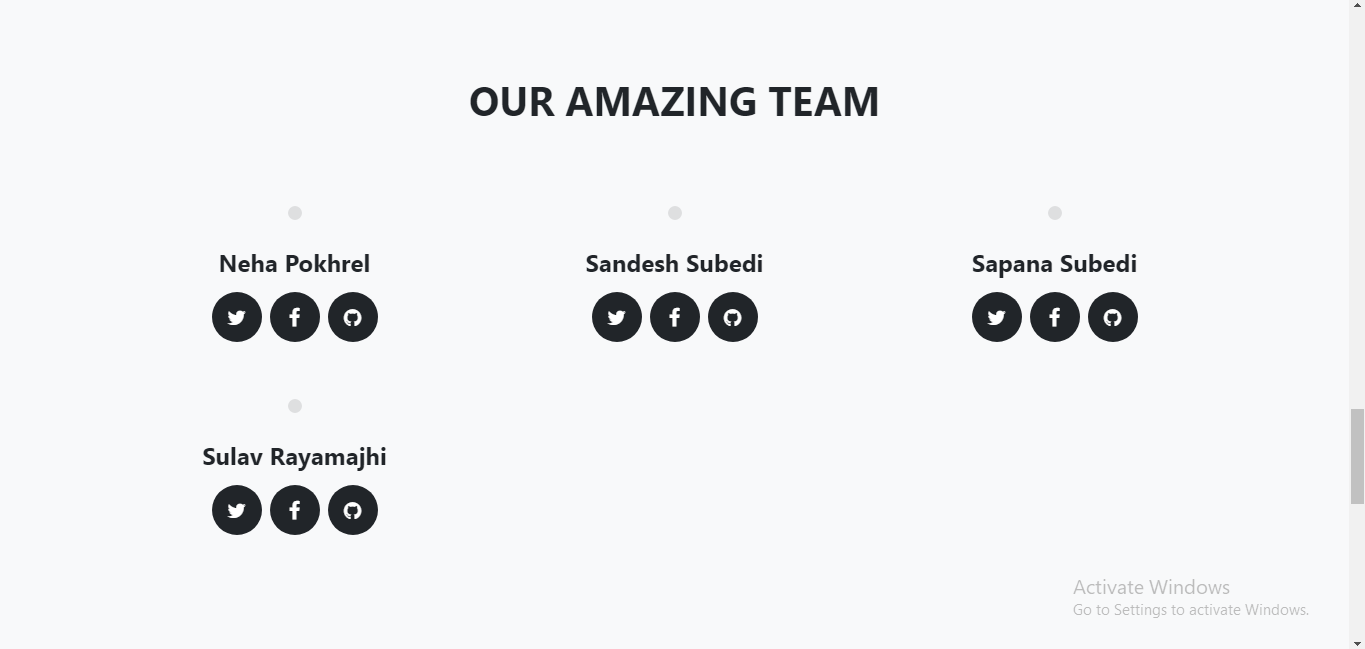 OUR AMAZING TEAM
Neha Pokhrel
Sandesh Subedi
Sapana Subedi
Sulav Rayamajhi
Activate Windows
Go to Settings to activate Windows.